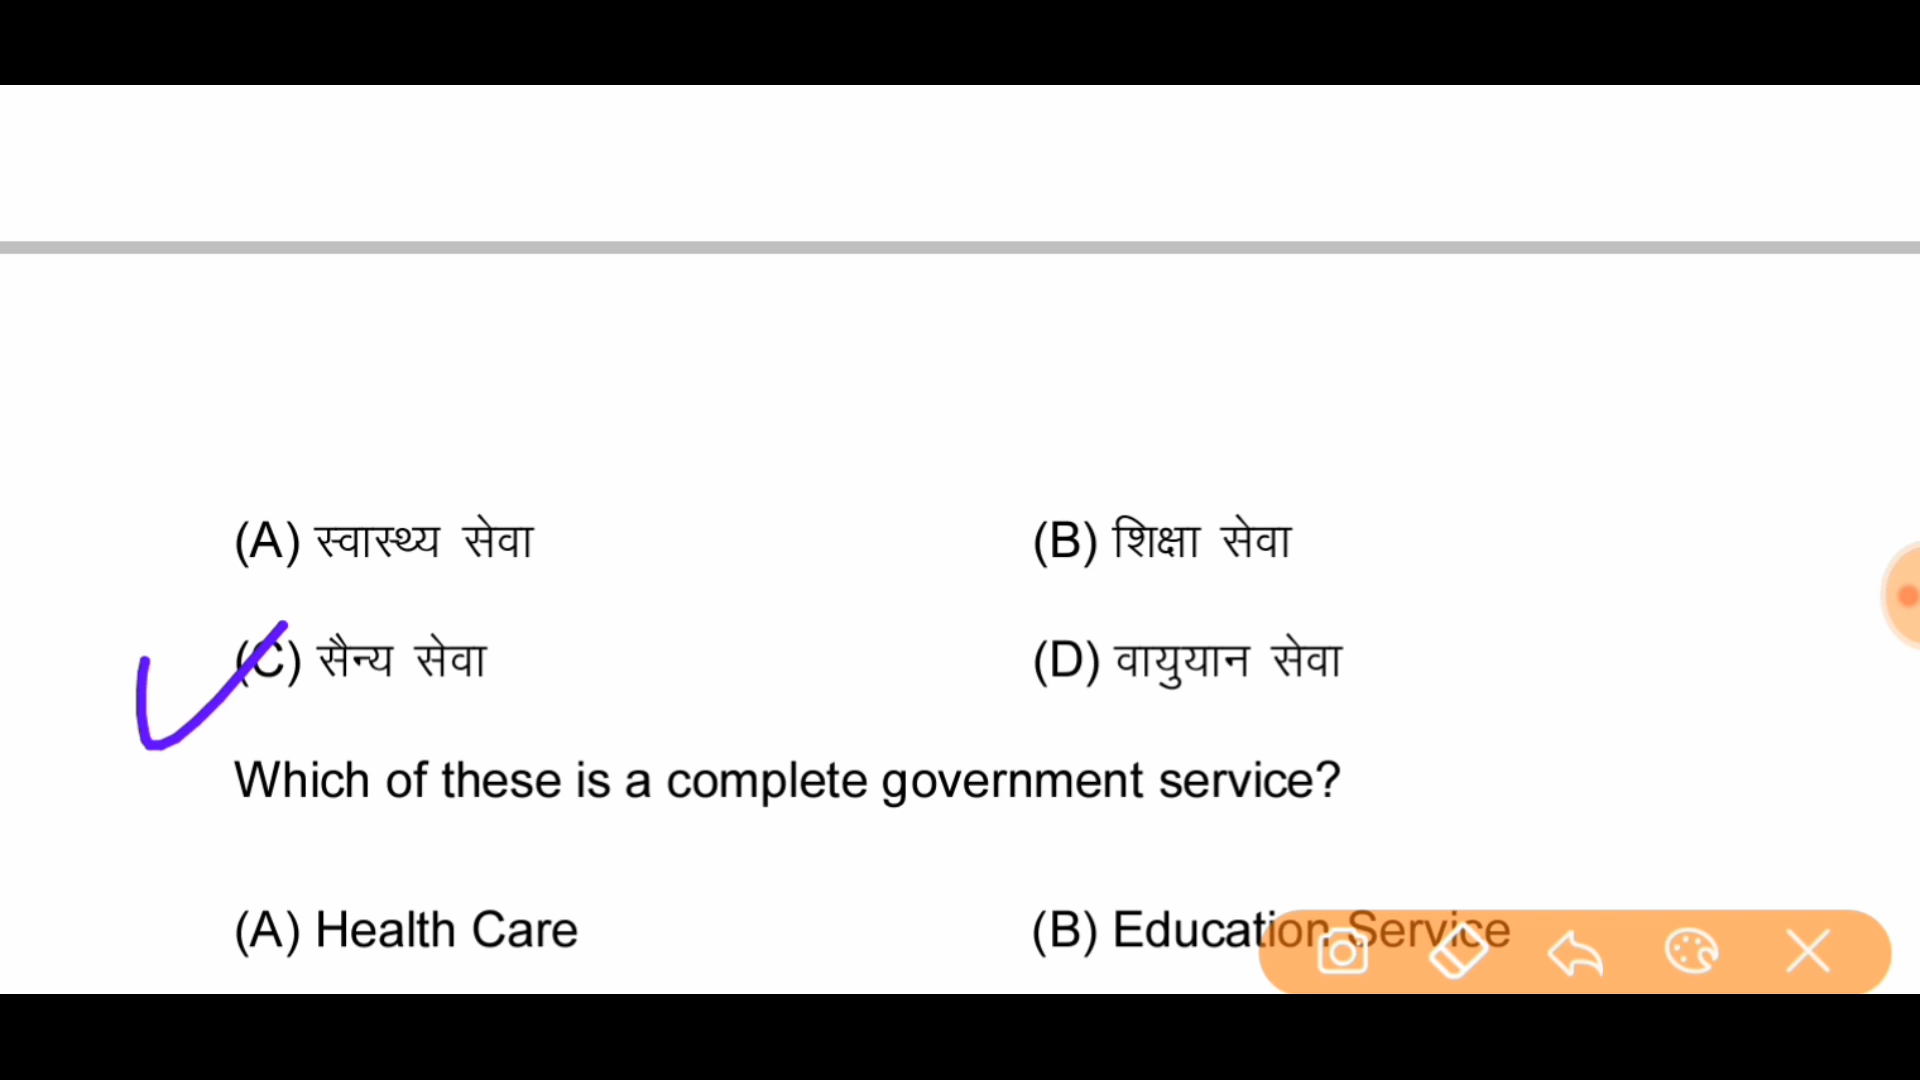 (A) स्वास्थ्य सेवा (B) शिक्षा सेवा
(C) सैन्य सेवा (D) वायुयान सेवा
Which of these is a complete government service?
(A) Health Care (B) Education Service